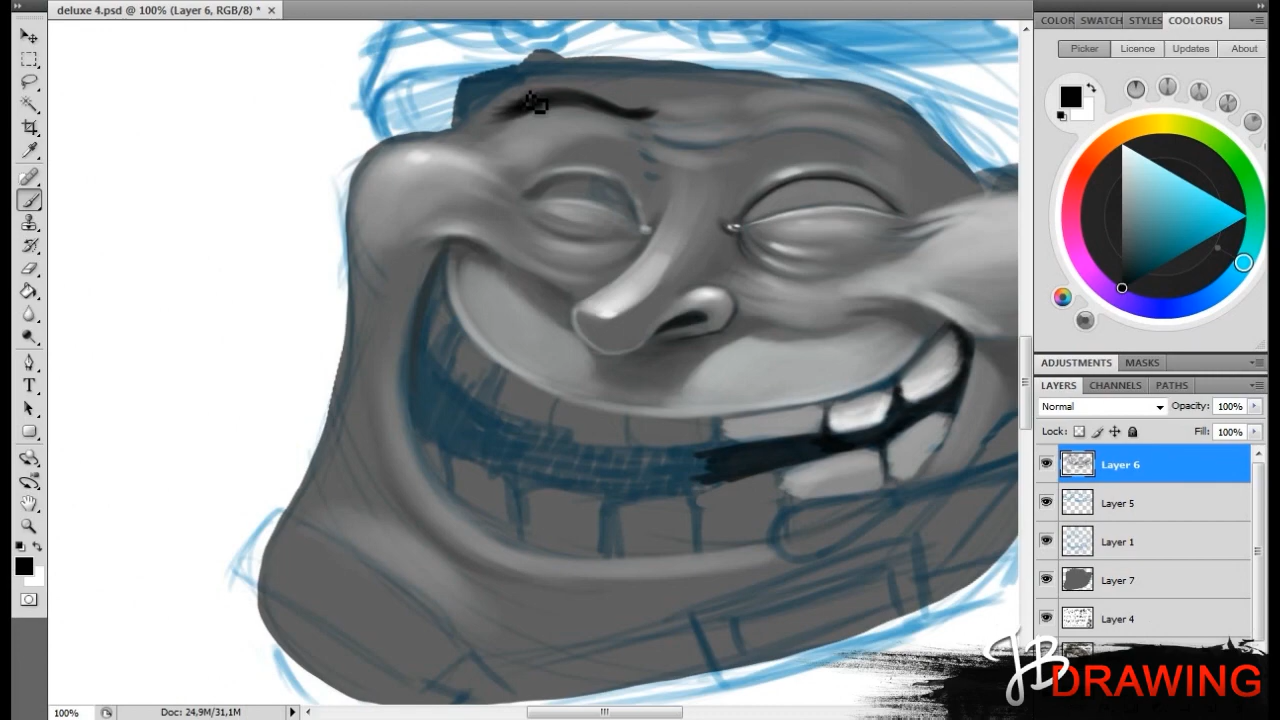 deluxe 4.psd @ 100% (Layer 6, RGB/8) * ×
COLOR SWATCH STYLES COOLORUS
Picker Licence Updates About
ADJUSTMENTS MASKS
LAYERS CHANNELS PATHS
Normal Opacity: 100%
Lock: Fill: 100%
Layer 6
Layer 5
Layer 1
Layer 7
Layer 4
JB
DRAWING
100% Doc: 24,9M/31,1M